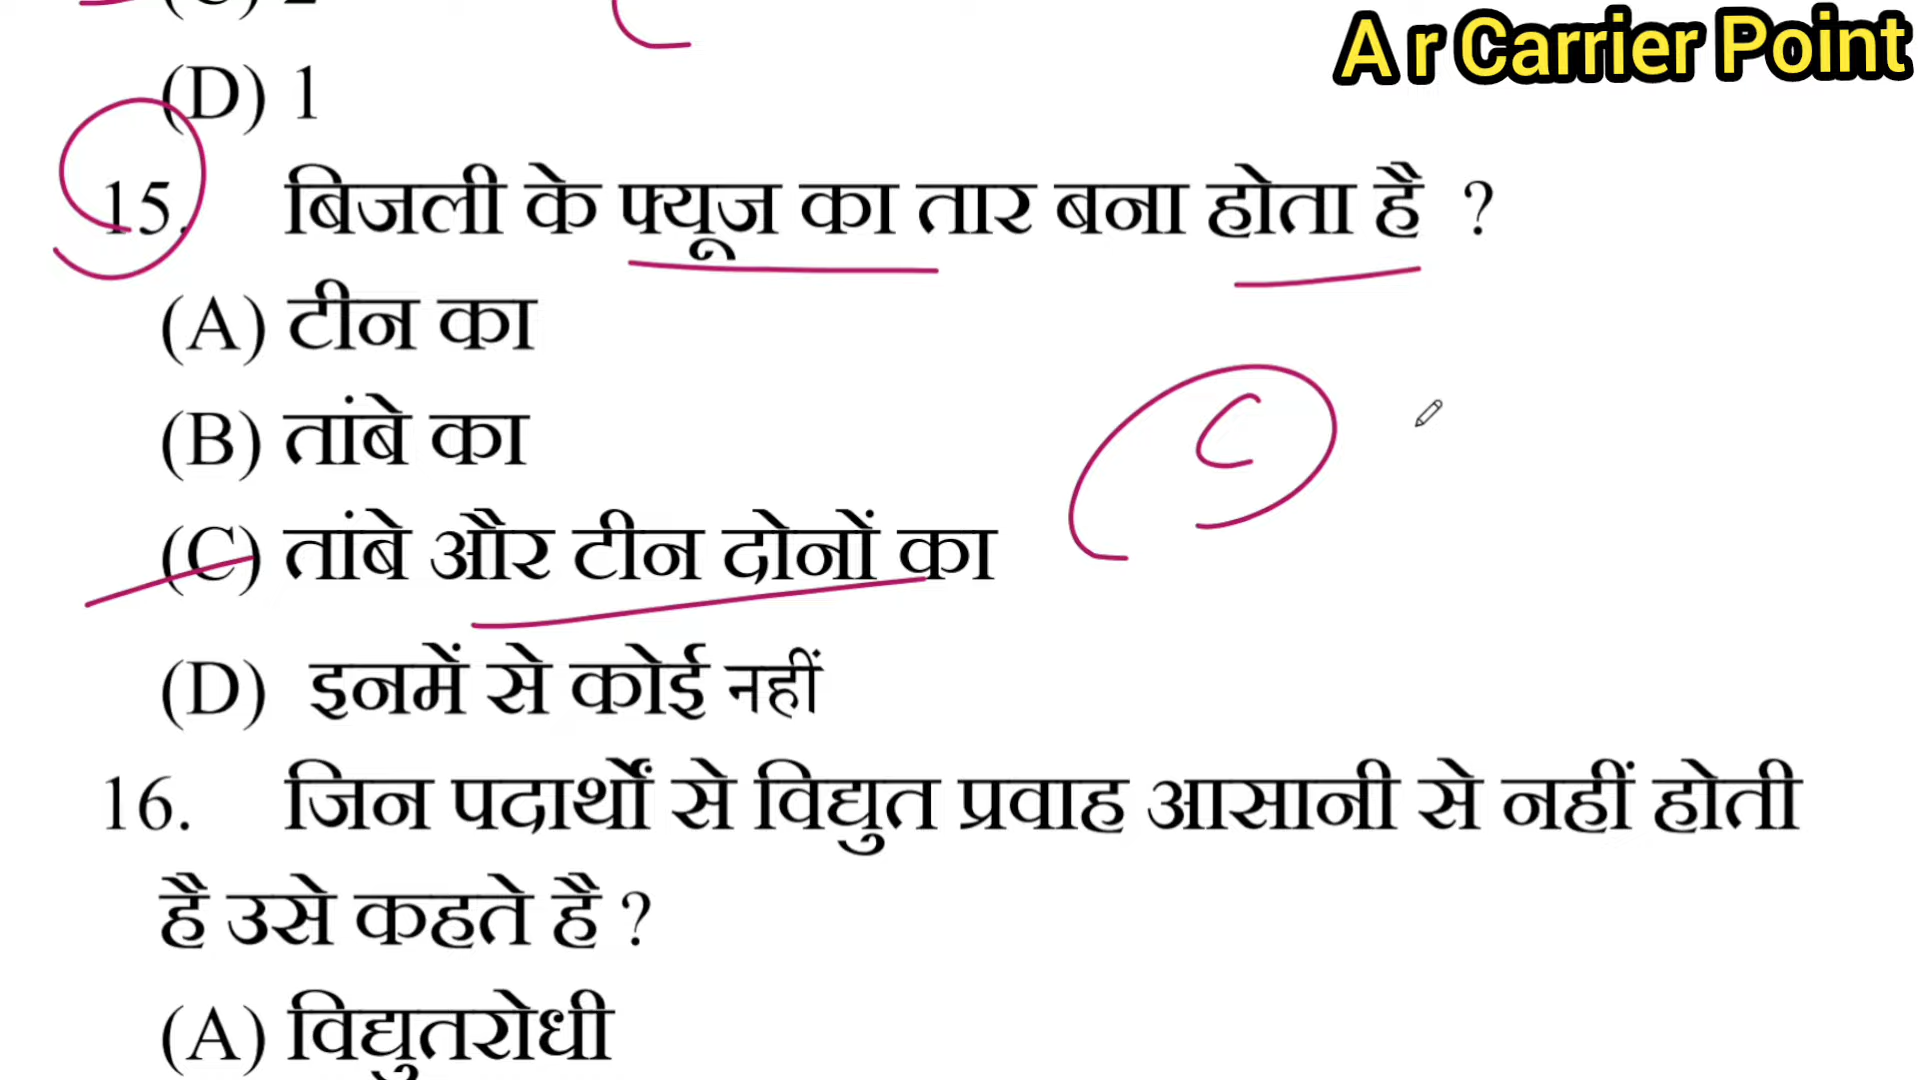 A r Carrier Point
(D) 1
15. बिजली के फ्यूज का तार बना होता है ?
(A) टीन का
(B) तांबे का
C
(C) तांबे और टीन दोनों का
(D) इनमें से कोई नहीं
16. जिन पदार्थों से विद्युत प्रवाह आसानी से नहीं होती
है उसे कहते है ?
(A) विद्युतरोधी